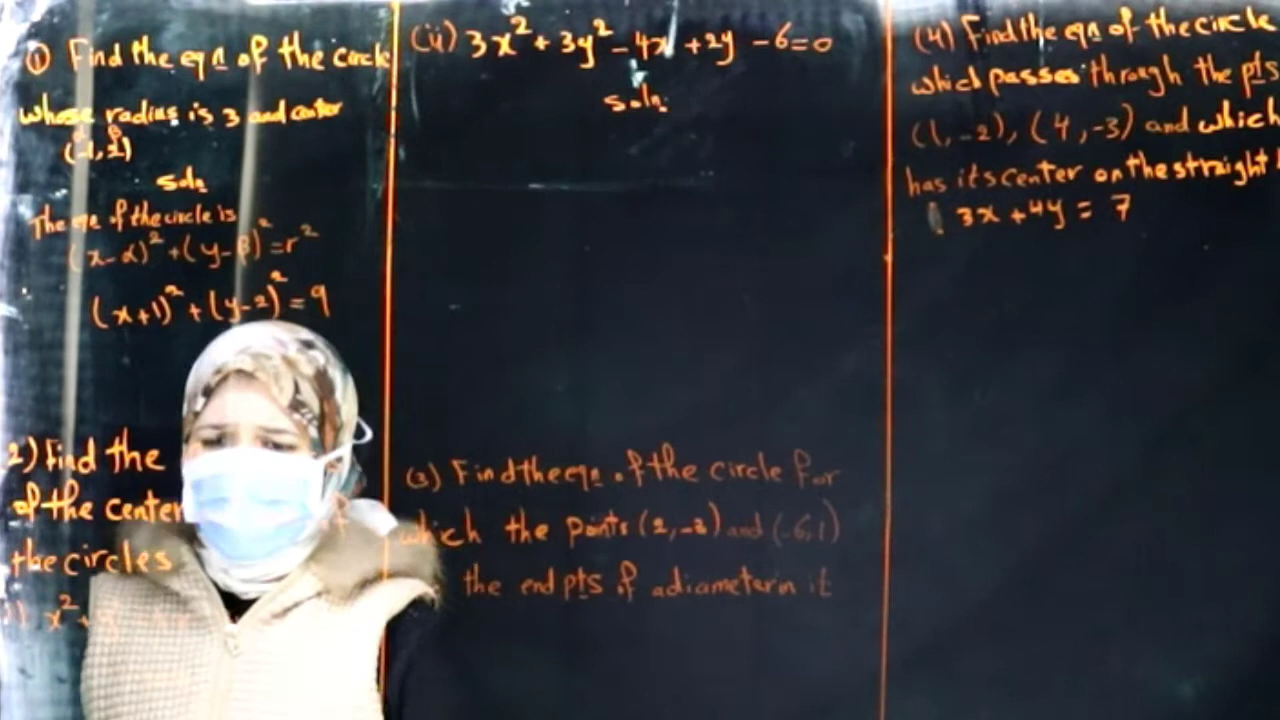 (1) Find the eqn of the circle
whose radius is 3 and center
α β
(-1,2)
soln
The eqn of the circle is
(x-α)² + (y-β)² = r²
(x+1)² + (y-2)² = 9
2) Find the
of the center
the circles
x² +
(ii) 3x² + 3y² - 4x + 2y - 6 = 0
soln.
(3) Find the eqn of the circle for
which the points (2,-3) and (-6,1)
the end pts of a diameter in it
(4) Find the eqn of the circle
which passes through the pts
(1,-2), (4,-3) and which
has its center on the straight
3x + 4y = 7